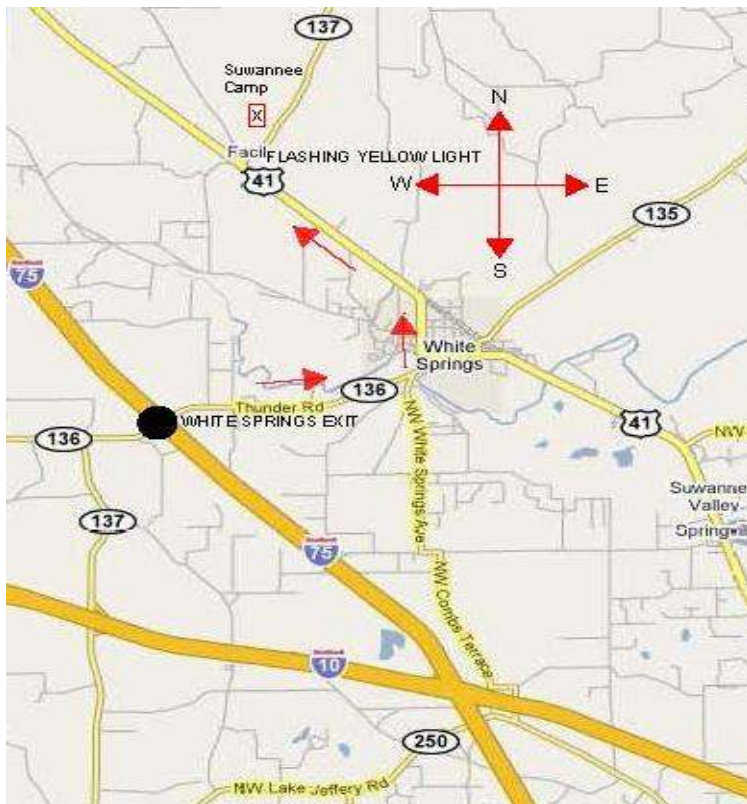 137
Suwannee
Camp
X
N
Facil
FLASHING YELLOW LIGHT
41
W
E
135
S
75
White
Springs
136
Thunder Rd
WHITE SPRINGS EXIT
136
41
NW
NW White Springs Ave
Suwannee
Valley
Springvil
137
75
NW Combs Terrace
10
250
NW Lake Jeffery Rd